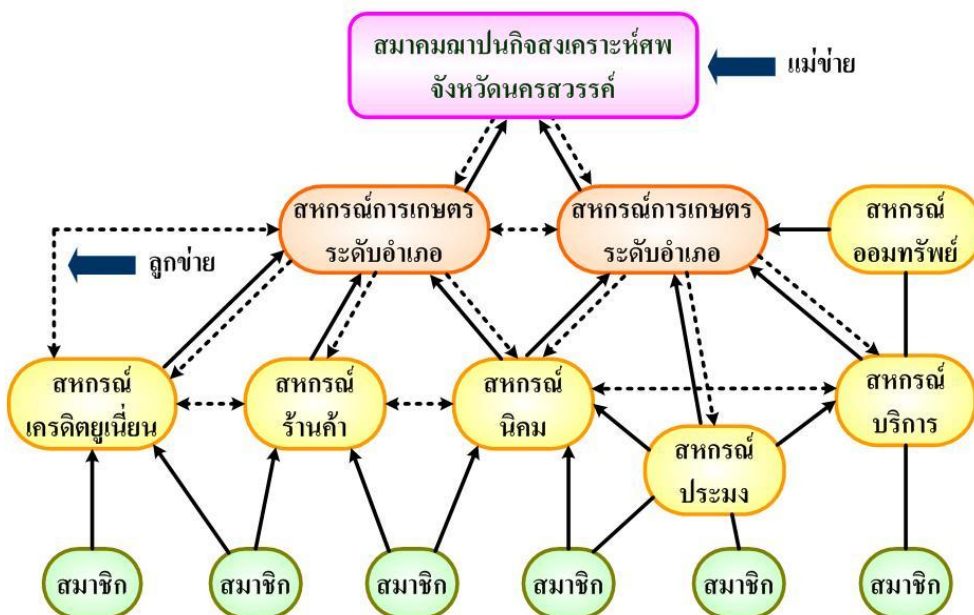 สมาคมฌาปนกิจสงเคราะห์ศพ
จังหวัดนครสวรรค์
แม่ข่าย
สหกรณ์การเกษตร
ระดับอำเภอ
สหกรณ์การเกษตร
ระดับอำเภอ
สหกรณ์
ออมทรัพย์
ลูกข่าย
สหกรณ์
เครดิตยูเนี่ยน
สหกรณ์
ร้านค้า
สหกรณ์
นิคม
สหกรณ์
บริการ
สหกรณ์
ประมง
สมาชิก
สมาชิก
สมาชิก
สมาชิก
สมาชิก
สมาชิก